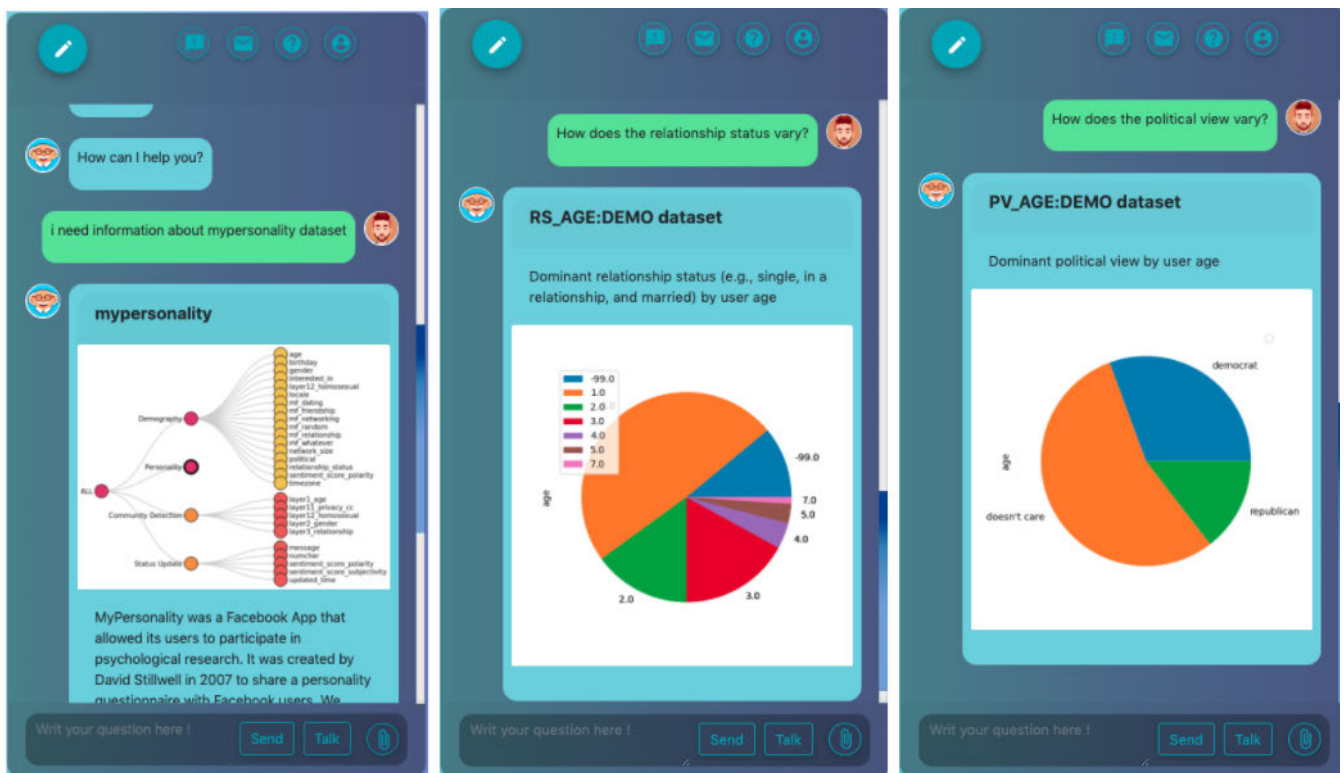 How can I help you?
i need information about mypersonality dataset
mypersonality
ALL
Demography
Personality
Community Detection
Status Update
age
birthday
gender
interested_in
layer12_homosexual
locale
mf_dating
mf_friendship
mf_networking
mf_random
mf_relationship
mf_whatever
network_size
political
relationship_status
sentiment_score_polarity
timezone
layer1_age
layer11_privacy_cc
layer12_homosexual
layer2_gender
layer3_relationship
message
numchar
sentiment_score_polarity
sentiment_score_subjectivity
updated_time
MyPersonality was a Facebook App that
allowed its users to participate in
psychological research. It was created by
David Stillwell in 2007 to share a personality
questionnaire with Facebook users. We
Writ your question here !
Send
Talk
How does the relationship status vary?
RS_AGE:DEMO dataset
Dominant relationship status (e.g., single, in a
relationship, and married) by user age
-99.0
1.0
2.0
3.0
4.0
5.0
7.0
age
-99.0
7.0
5.0
4.0
3.0
2.0
Writ your question here !
Send
Talk
How does the political view vary?
PV_AGE:DEMO dataset
Dominant political view by user age
democrat
age
doesn't care
republican
Writ your question here !
Send
Talk